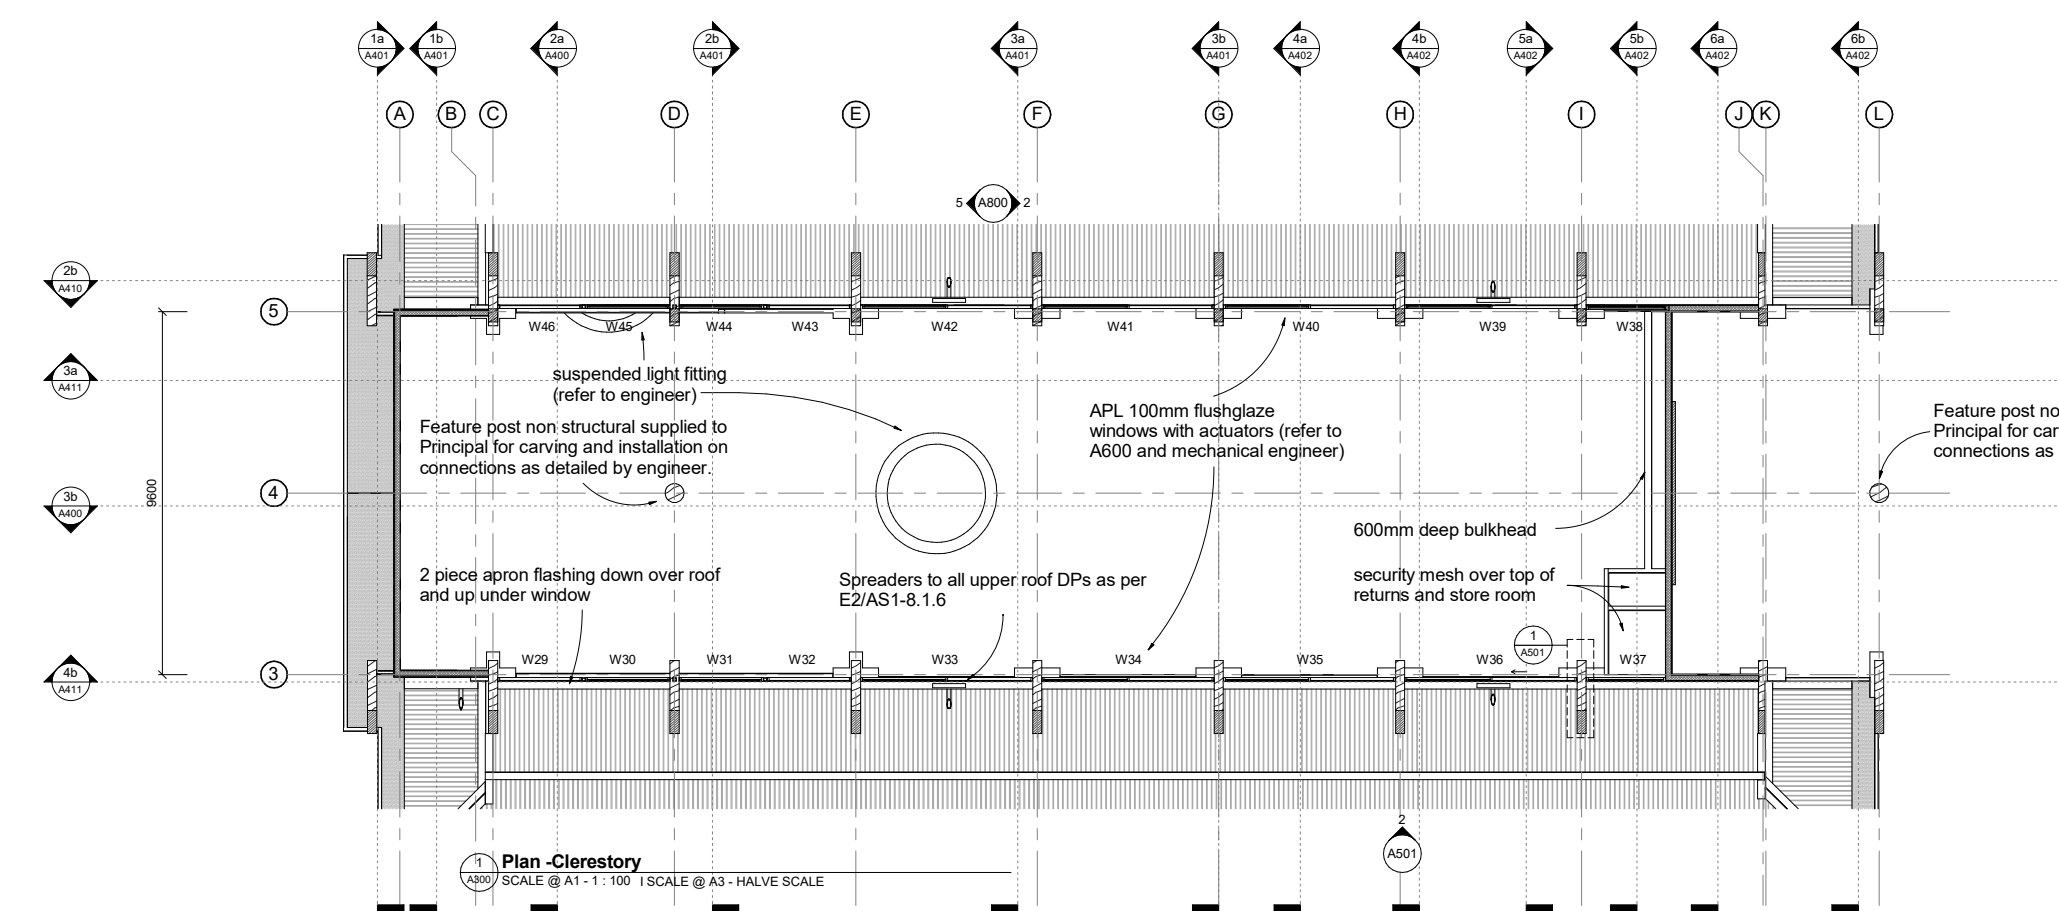 1a 1b 2a 2b 3a 3b 4a 4b 5a 5b 6a 6b
A401 A401 A400 A401 A401 A401 A402 A402 A402 A402 A402 A402
A B C D E F G H I J K L
5 A800 2
2b
A410
5
W46 W45 W44 W43 W42 W41 W40 W39 W38
3a
A411
suspended light fitting
(refer to engineer)
Feature post non structural supplied to
Principal for carving and installation on
connections as detailed by engineer.
APL 100mm flushglaze
windows with actuators (refer to
A600 and mechanical engineer)
Feature post no
Principal for car
connections as
4
3b
A400
9600
600mm deep bulkhead
2 piece apron flashing down over roof
and up under window
Spreaders to all upper roof DPs as per
E2/AS1-8.1.6
security mesh over top of
returns and store room
1
A501
W29 W30 W31 W32 W33 W34 W35 W36 W37
3
4b
A411
2
A501
1
A300
Plan -Clerestory
SCALE @ A1 - 1 : 100 I SCALE @ A3 - HALVE SCALE